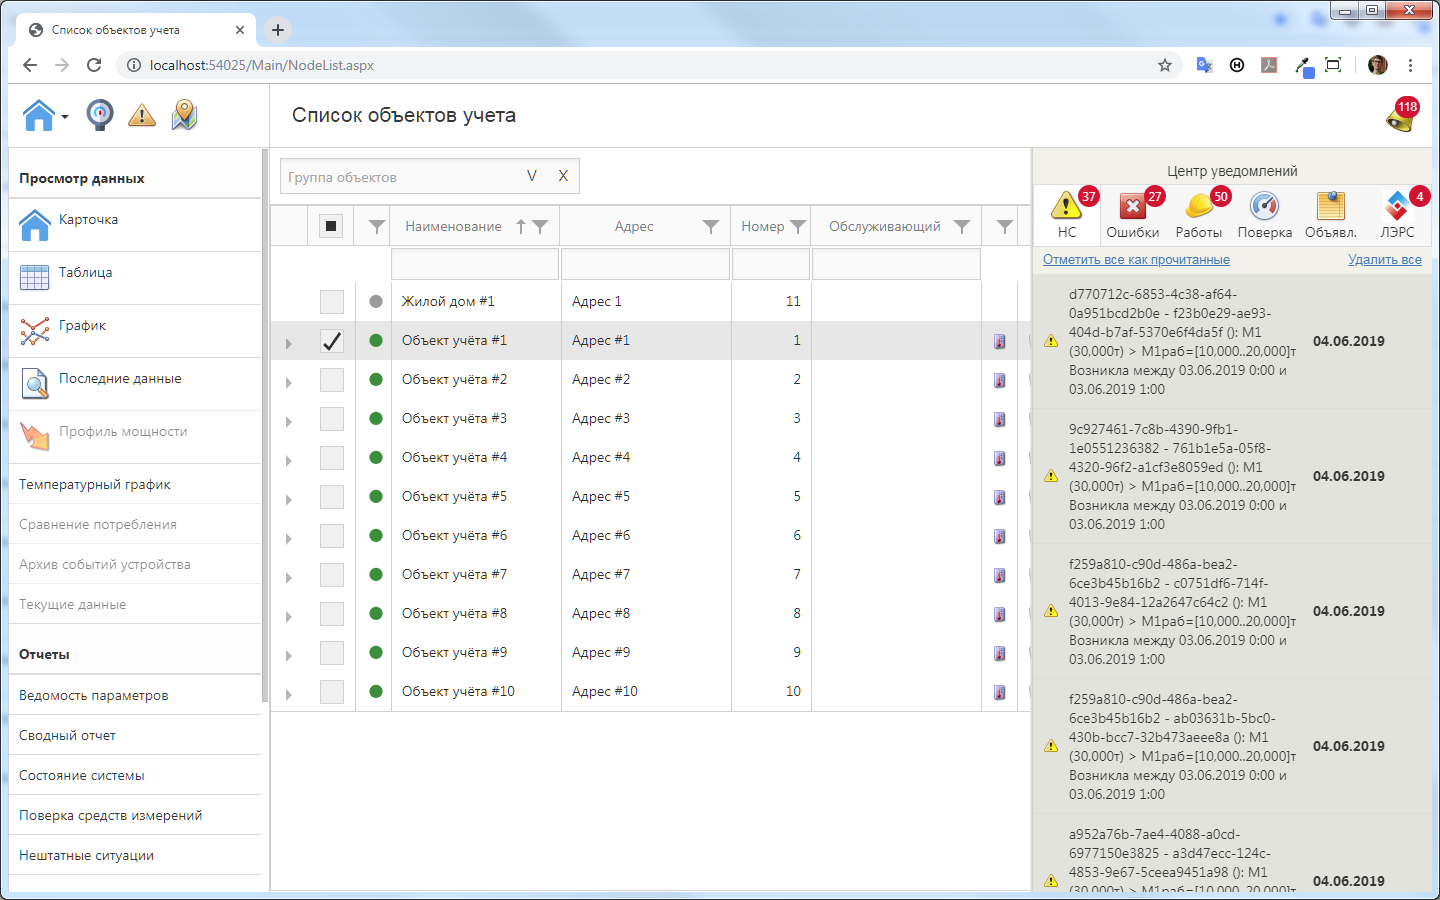 Список объектов учета
localhost:54025/Main/NodeList.aspx
Список объектов учета
118
Просмотр данных
Карточка
Таблица
График
Последние данные
Профиль мощности
Температурный график
Сравнение потребления
Архив событий устройства
Текущие данные
Отчеты
Ведомость параметров
Сводный отчет
Состояние системы
Поверка средств измерений
Нештатные ситуации
Группа объектов V X
Наименование Адрес Номер Обслуживающий
Жилой дом #1 Адрес 1 11
Объект учёта #1 Адрес #1 1
Объект учёта #2 Адрес #2 2
Объект учёта #3 Адрес #3 3
Объект учёта #4 Адрес #4 4
Объект учёта #5 Адрес #5 5
Объект учёта #6 Адрес #6 6
Объект учёта #7 Адрес #7 7
Объект учёта #8 Адрес #8 8
Объект учёта #9 Адрес #9 9
Объект учёта #10 Адрес #10 10
Центр уведомлений
37 27 50 4
НС Ошибки Работы Поверка Объявл. ЛЭРС
Отметить все как прочитанные Удалить все
d770712c-6853-4c38-af64-
0a951bcd2b0e - f23b0e29-ae93-
404d-b7af-5370e6f4da5f (): M1 04.06.2019
(30,000т) > M1раб=[10,000..20,000]т
Возникла между 03.06.2019 0:00 и
03.06.2019 1:00
9c927461-7c8b-4390-9fb1-
1e0551236382 - 761b1e5a-05f8-
4320-96f2-a1cf3e8059ed (): M1 04.06.2019
(30,000т) > M1раб=[10,000..20,000]т
Возникла между 03.06.2019 0:00 и
03.06.2019 1:00
f259a810-c90d-486a-bea2-
6ce3b45b16b2 - c0751df6-714f-
4013-9e84-12a2647c64c2 (): M1 04.06.2019
(30,000т) > M1раб=[10,000..20,000]т
Возникла между 03.06.2019 0:00 и
03.06.2019 1:00
f259a810-c90d-486a-bea2-
6ce3b45b16b2 - ab03631b-5bc0-
430b-bcc7-32b473aeee8a (): M1 04.06.2019
(30,000т) > M1раб=[10,000..20,000]т
Возникла между 03.06.2019 0:00 и
03.06.2019 1:00
a952a76b-7ae4-4088-a0cd-
6977150e3825 - a3d47ecc-124c-
4853-9e67-5ceea9451a98 (): M1 04.06.2019
(30,000т) > M1раб=[10,000..20,000]т